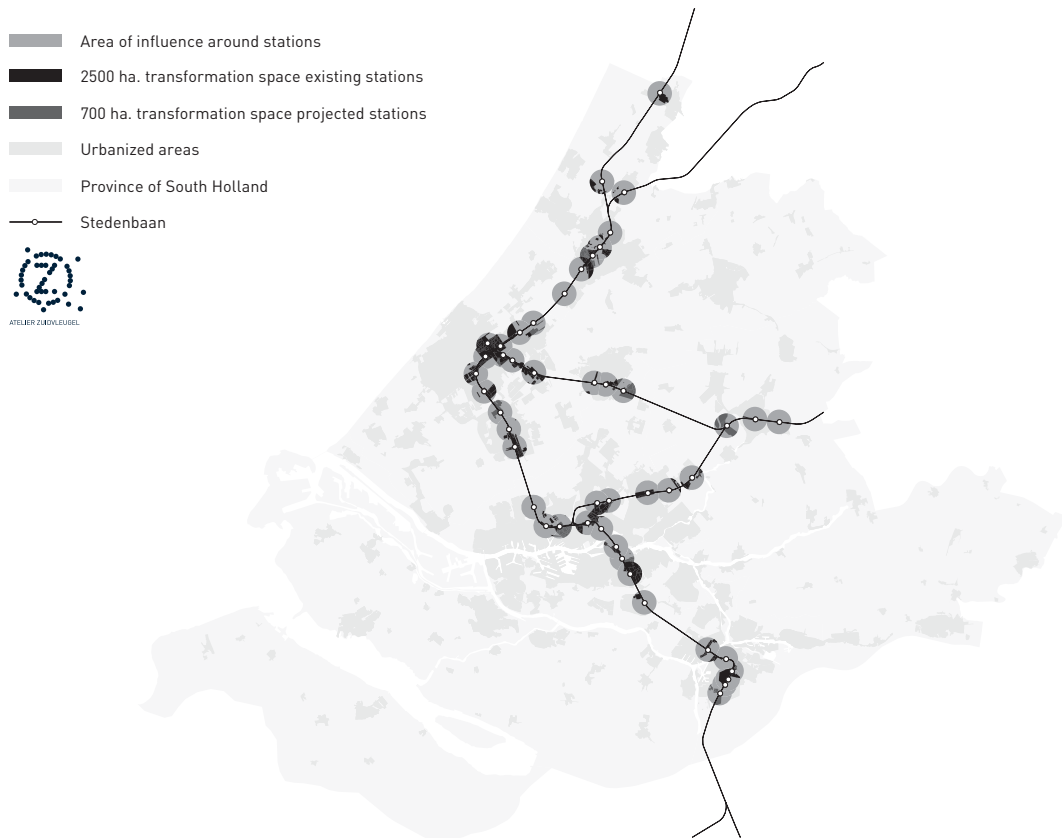 Area of influence around stations
2500 ha. transformation space existing stations
700 ha. transformation space projected stations
Urbanized areas
Province of South Holland
Stedenbaan
Z
ATELIER ZUIDVLEUGEL